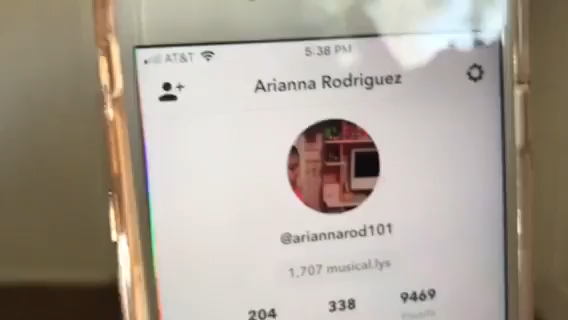 AT&T 5:38 PM
Arianna Rodriguez
@ariannarod101
1,707 musical.lys
204 338 9469